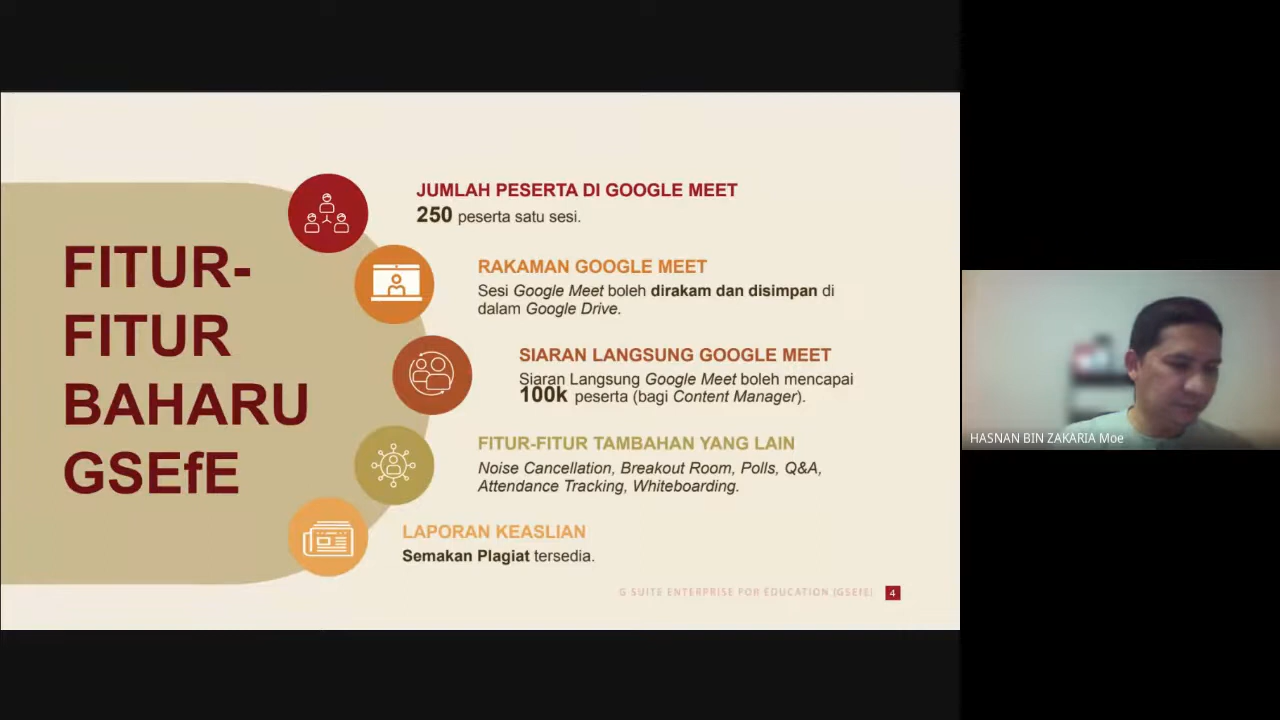 FITUR-
FITUR
BAHARU
GSEfE
JUMLAH PESERTA DI GOOGLE MEET
250 peserta satu sesi.
RAKAMAN GOOGLE MEET
Sesi Google Meet boleh dirakam dan disimpan di
dalam Google Drive.
SIARAN LANGSUNG GOOGLE MEET
Siaran Langsung Google Meet boleh mencapai
100k peserta (bagi Content Manager).
FITUR-FITUR TAMBAHAN YANG LAIN
Noise Cancellation, Breakout Room, Polls, Q&A,
Attendance Tracking, Whiteboarding.
LAPORAN KEASLIAN
Semakan Plagiat tersedia.
G SUITE ENTERPRISE FOR EDUCATION (GSEFE) 4
HASNAN BIN ZAKARIA Moe